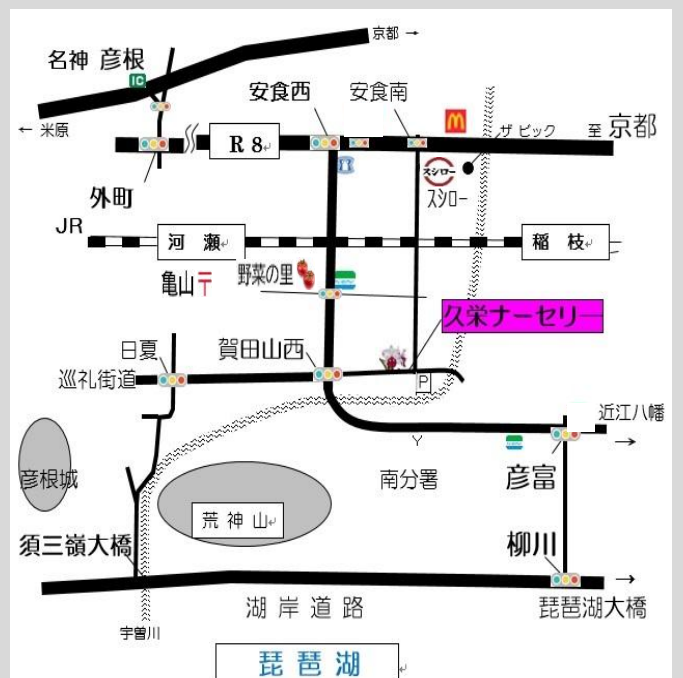 京都 →
名神 彦根
IC
← 米原
安食西
安食南
ザ ビック
至 京都
R 8
スシロー
スシロー
外町
JR
河 瀬
稲 枝
亀山〒
野菜の里
久栄ナーセリー
日夏
賀田山西
巡礼街道
P
近江八幡
→
Y
彦根城
南分署
彦富
荒 神 山
須三嶺大橋
柳川
→
湖 岸 道 路
琵琶湖大橋
宇曽川
琵 琶 湖